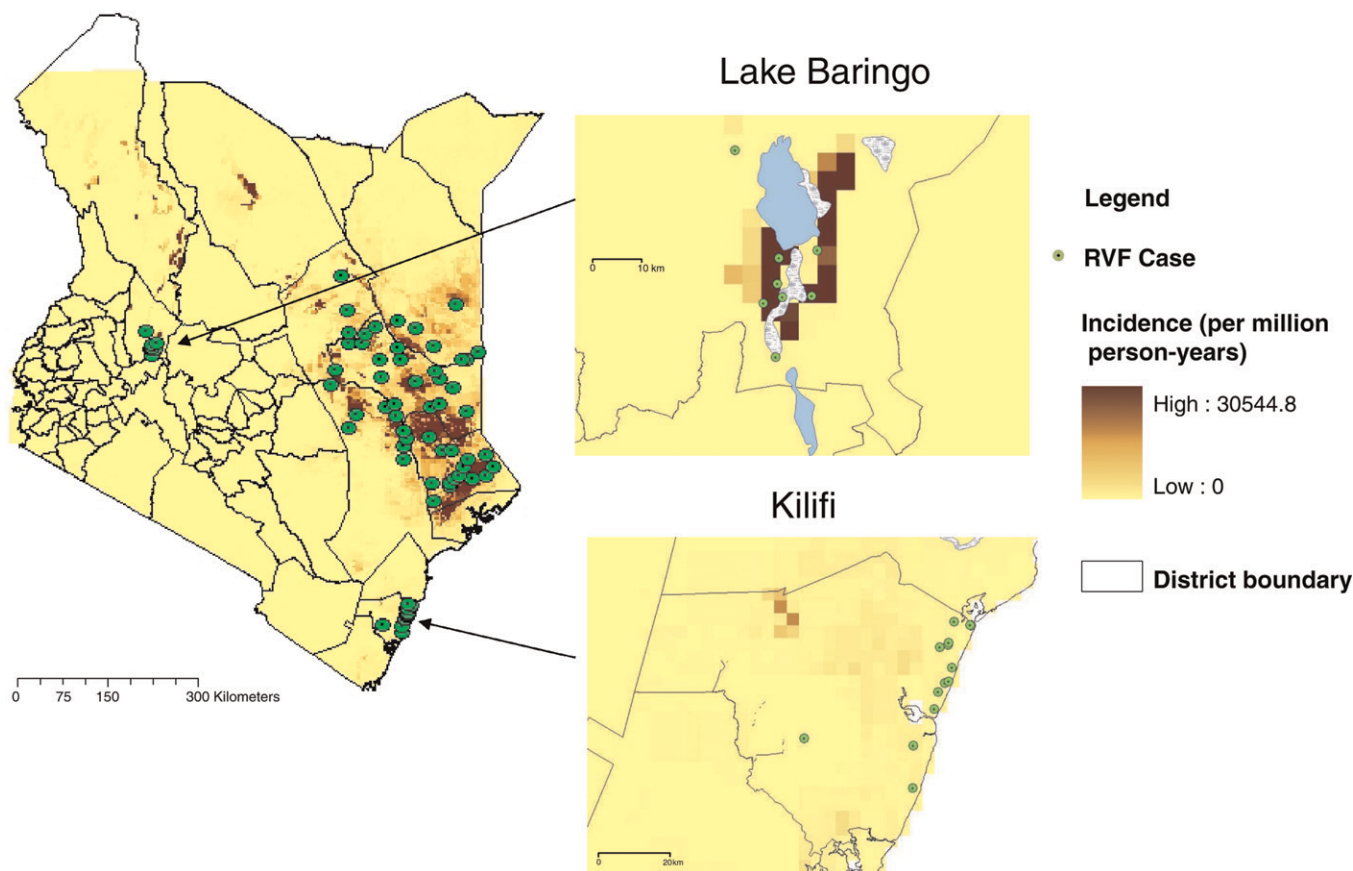 Lake Baringo
10 km
0
Legend
RVF Case
Incidence (per million
person-years)
High : 30544.8
Low : 0
District boundary
Kilifi
0
20km
0
75
150
300 Kilometers